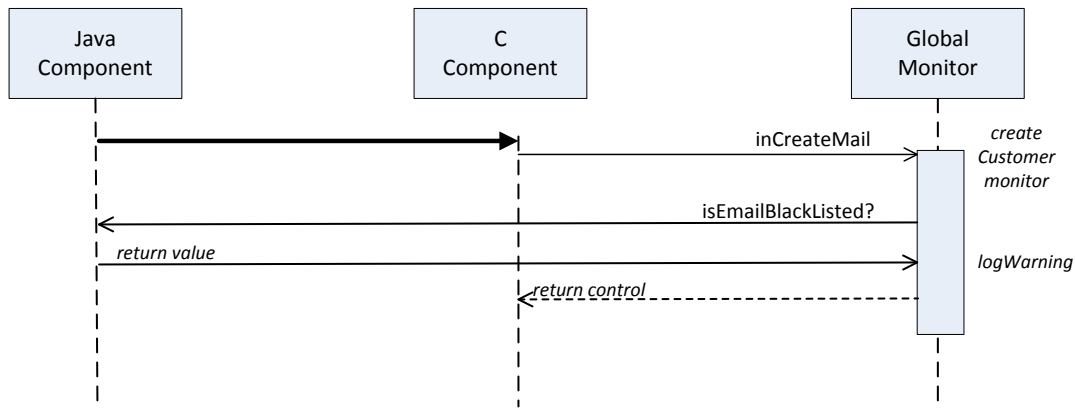 Java
Component
C
Component
Global
Monitor
inCreateMail
create
Customer
monitor
isEmailBlackListed?
return value
logWarning
return control